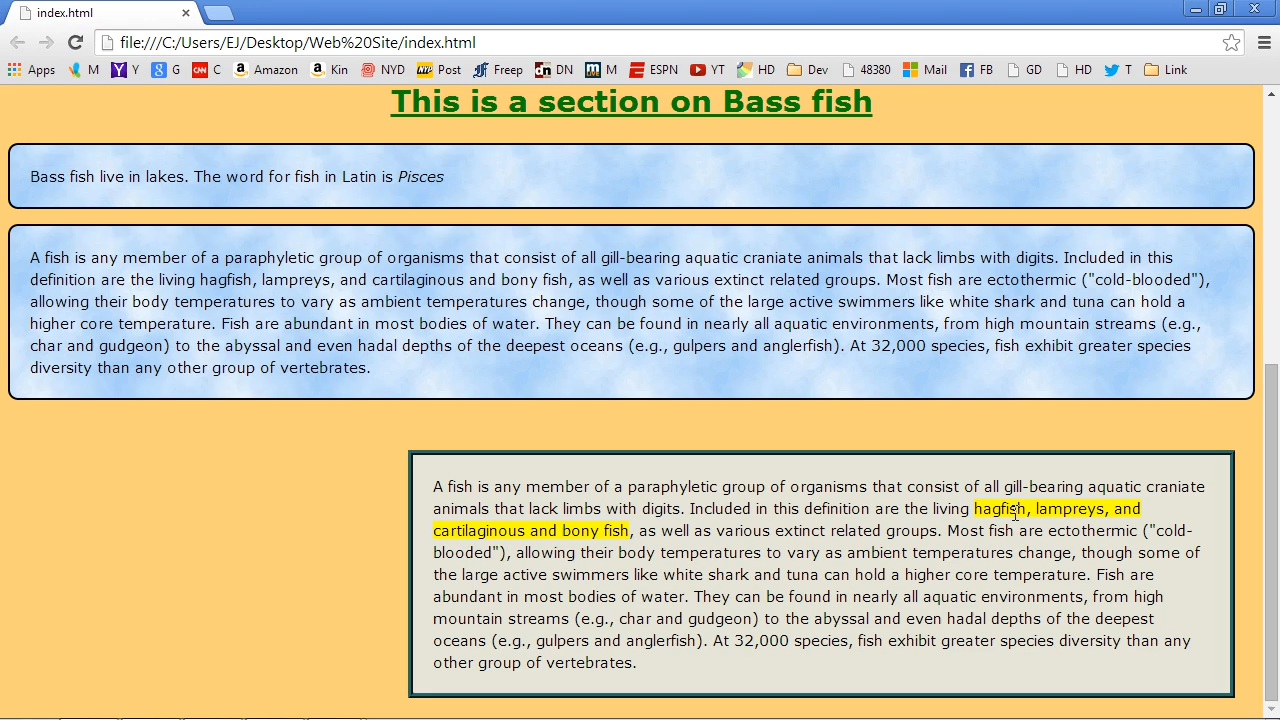 index.html
file:///C:/Users/EJ/Desktop/Web%20Site/index.html
Apps M Y G C Amazon Kin NYD Post Freep DN M ESPN YT HD Dev 48380 Mail FB GD HD T Link
This is a section on Bass fish
Bass fish live in lakes. The word for fish in Latin is Pisces
A fish is any member of a paraphyletic group of organisms that consist of all gill-bearing aquatic craniate animals that lack limbs with digits. Included in this
definition are the living hagfish, lampreys, and cartilaginous and bony fish, as well as various extinct related groups. Most fish are ectothermic ("cold-blooded"),
allowing their body temperatures to vary as ambient temperatures change, though some of the large active swimmers like white shark and tuna can hold a
higher core temperature. Fish are abundant in most bodies of water. They can be found in nearly all aquatic environments, from high mountain streams (e.g.,
char and gudgeon) to the abyssal and even hadal depths of the deepest oceans (e.g., gulpers and anglerfish). At 32,000 species, fish exhibit greater species
diversity than any other group of vertebrates.
A fish is any member of a paraphyletic group of organisms that consist of all gill-bearing aquatic craniate
animals that lack limbs with digits. Included in this definition are the living hagfish, lampreys, and
cartilaginous and bony fish, as well as various extinct related groups. Most fish are ectothermic ("cold-
blooded"), allowing their body temperatures to vary as ambient temperatures change, though some of
the large active swimmers like white shark and tuna can hold a higher core temperature. Fish are
abundant in most bodies of water. They can be found in nearly all aquatic environments, from high
mountain streams (e.g., char and gudgeon) to the abyssal and even hadal depths of the deepest
oceans (e.g., gulpers and anglerfish). At 32,000 species, fish exhibit greater species diversity than any
other group of vertebrates.